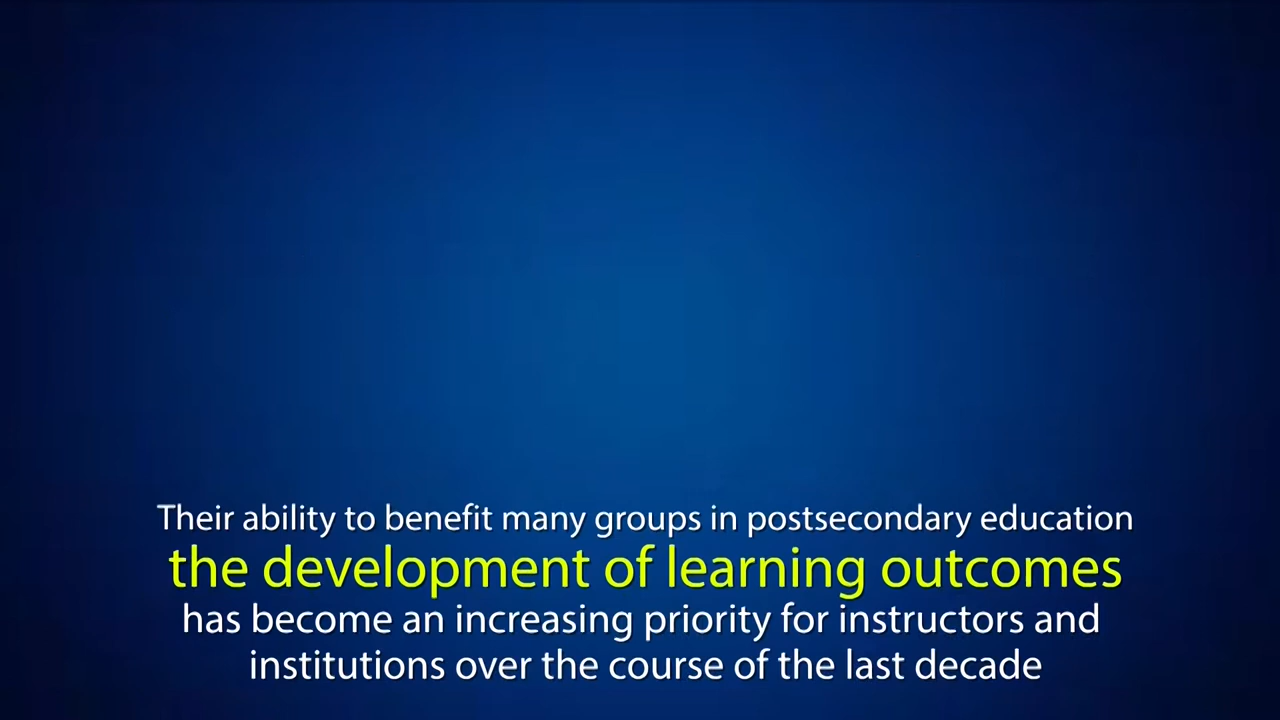 Their ability to benefit many groups in postsecondary education
the development of learning outcomes
has become an increasing priority for instructors and
institutions over the course of the last decade